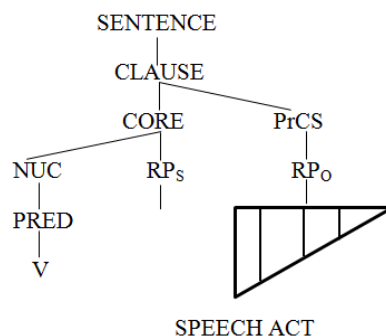 SENTENCE
CLAUSE
CORE PrCS
NUC RPS RPO
PRED
V
SPEECH ACT